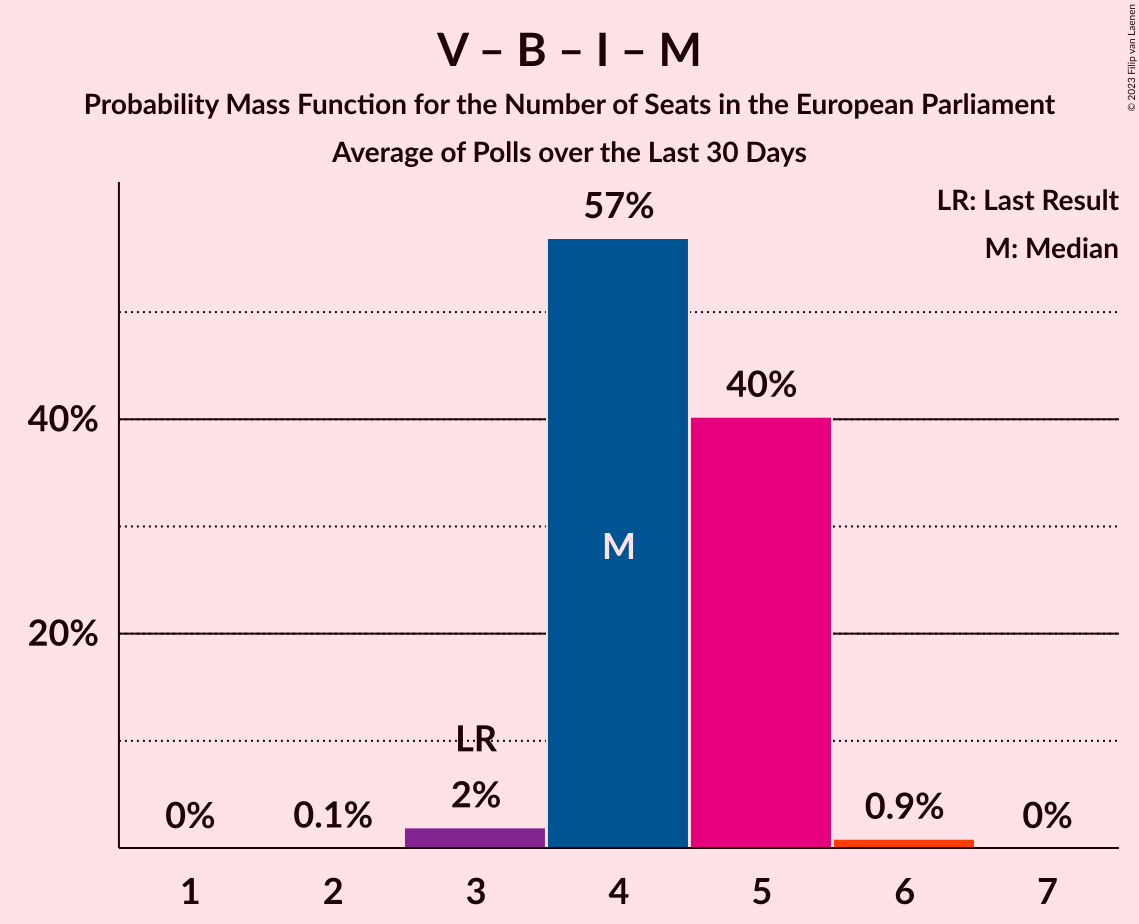 V – B – I – M
Probability Mass Function for the Number of Seats in the European Parliament
Average of Polls over the Last 30 Days
© 2023 Filip van Laenen
LR: Last Result
M: Median
57%
40%
40%
M
20%
LR
2%
0%
0.1%
0.9%
0%
1 2 3 4 5 6 7